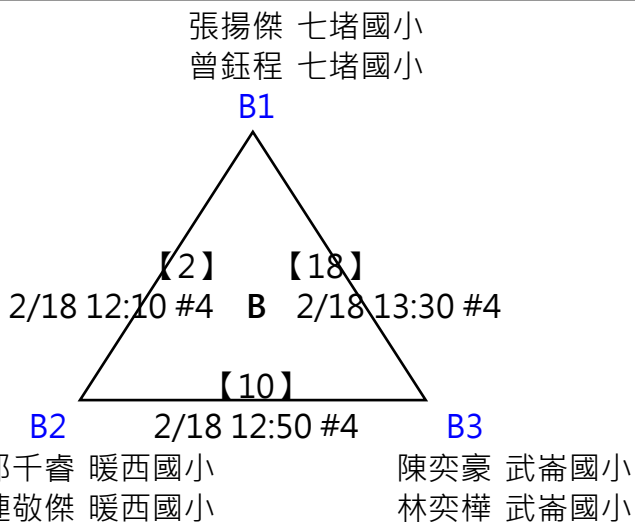 張揚傑 七堵國小
曾鈺程 七堵國小
B1
【2】 【18】
2/18 12:10 #4 B 2/18 13:30 #4
【10】
B2 2/18 12:50 #4 B3
千睿 暖西國小 陳奕豪 武崙國小
敬傑 暖西國小 林奕樺 武崙國小